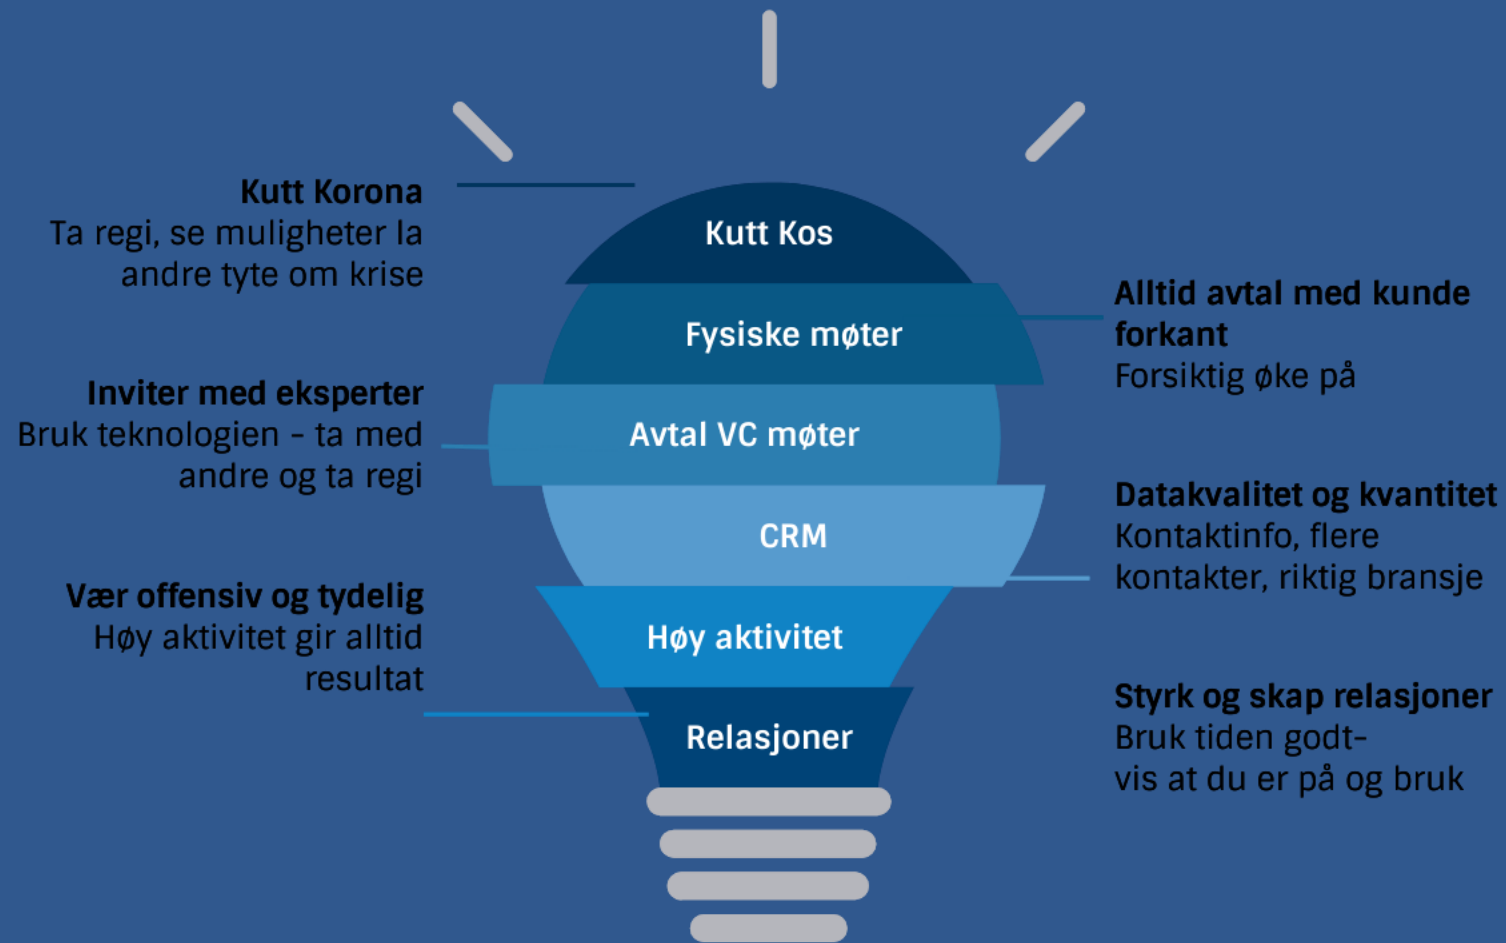 Kutt Korona
Ta regi, se muligheter la
andre tyte om krise
Kutt Kos
Fysiske møter
Alltid avtal med kunde
forkant
Forsiktig øke på
Inviter med eksperter
Bruk teknologien - ta med
andre og ta regi
Avtal VC møter
CRM
Datakvalitet og kvantitet
Kontaktinfo, flere
kontakter, riktig bransje
Vær offensiv og tydelig
Høy aktivitet gir alltid
resultat
Høy aktivitet
Relasjoner
Styrk og skap relasjoner
Bruk tiden godt-
vis at du er på og bruk